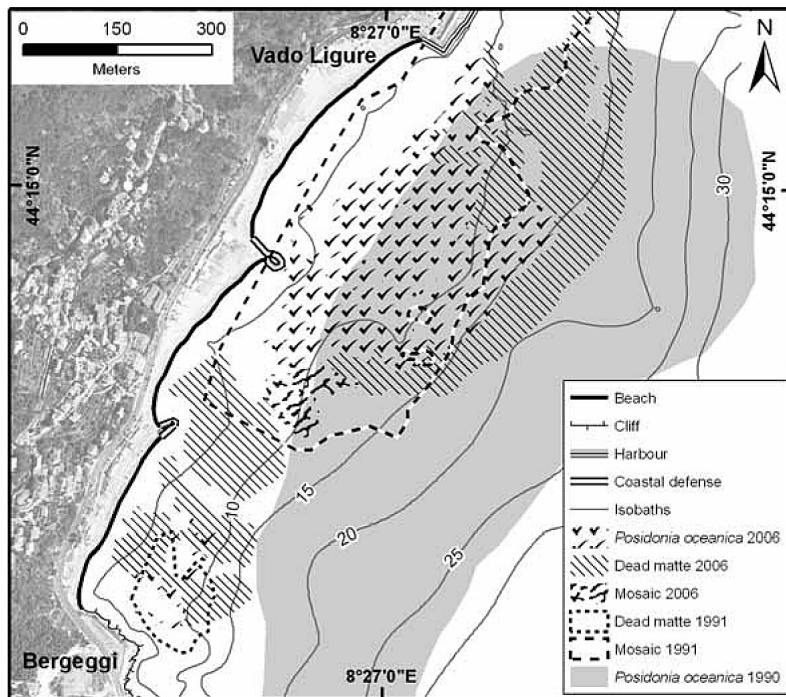 0 150 300
Meters
8°27'0"E
Vado Ligure
N
44°15'0"N
44°15'0"N
30
10
15
20
25
Beach
Cliff
Harbour
Coastal defense
Isobaths
Posidonia oceanica 2006
Dead matte 2006
Mosaic 2006
Dead matte 1991
Mosaic 1991
Posidonia oceanica 1990
Bergeggi
8°27'0"E